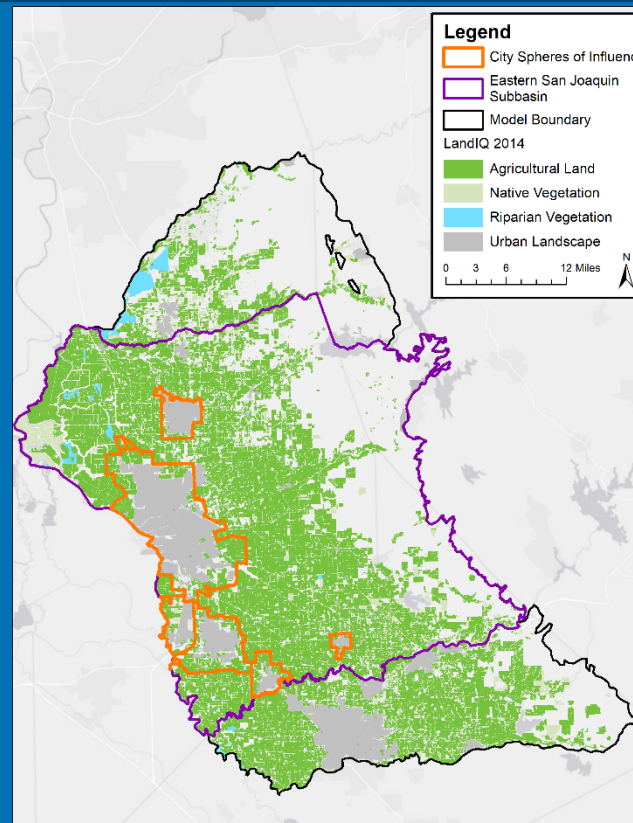 Legend
City Spheres of Influenc
Eastern San Joaquin
Subbasin
Model Boundary
LandIQ 2014
Agricultural Land
Native Vegetation
Riparian Vegetation
Urban Landscape
N
0 3 6 12 Miles